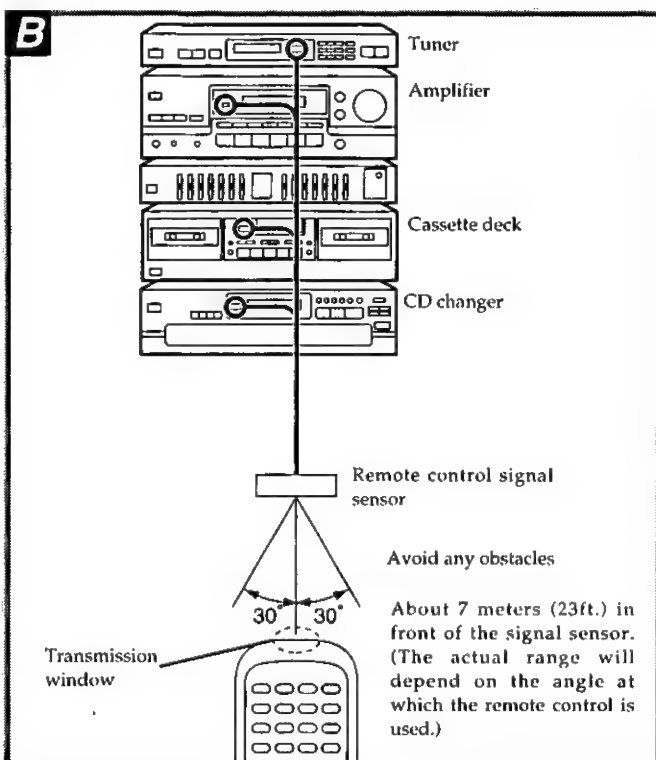 B
Tuner
Amplifier
Cassette deck
CD changer
Remote control signal
sensor
Avoid any obstacles
30° 30°
About 7 meters (23ft.) in
front of the signal sensor.
(The actual range will
depend on the angle at
which the remote control is
used.)
Transmission
window